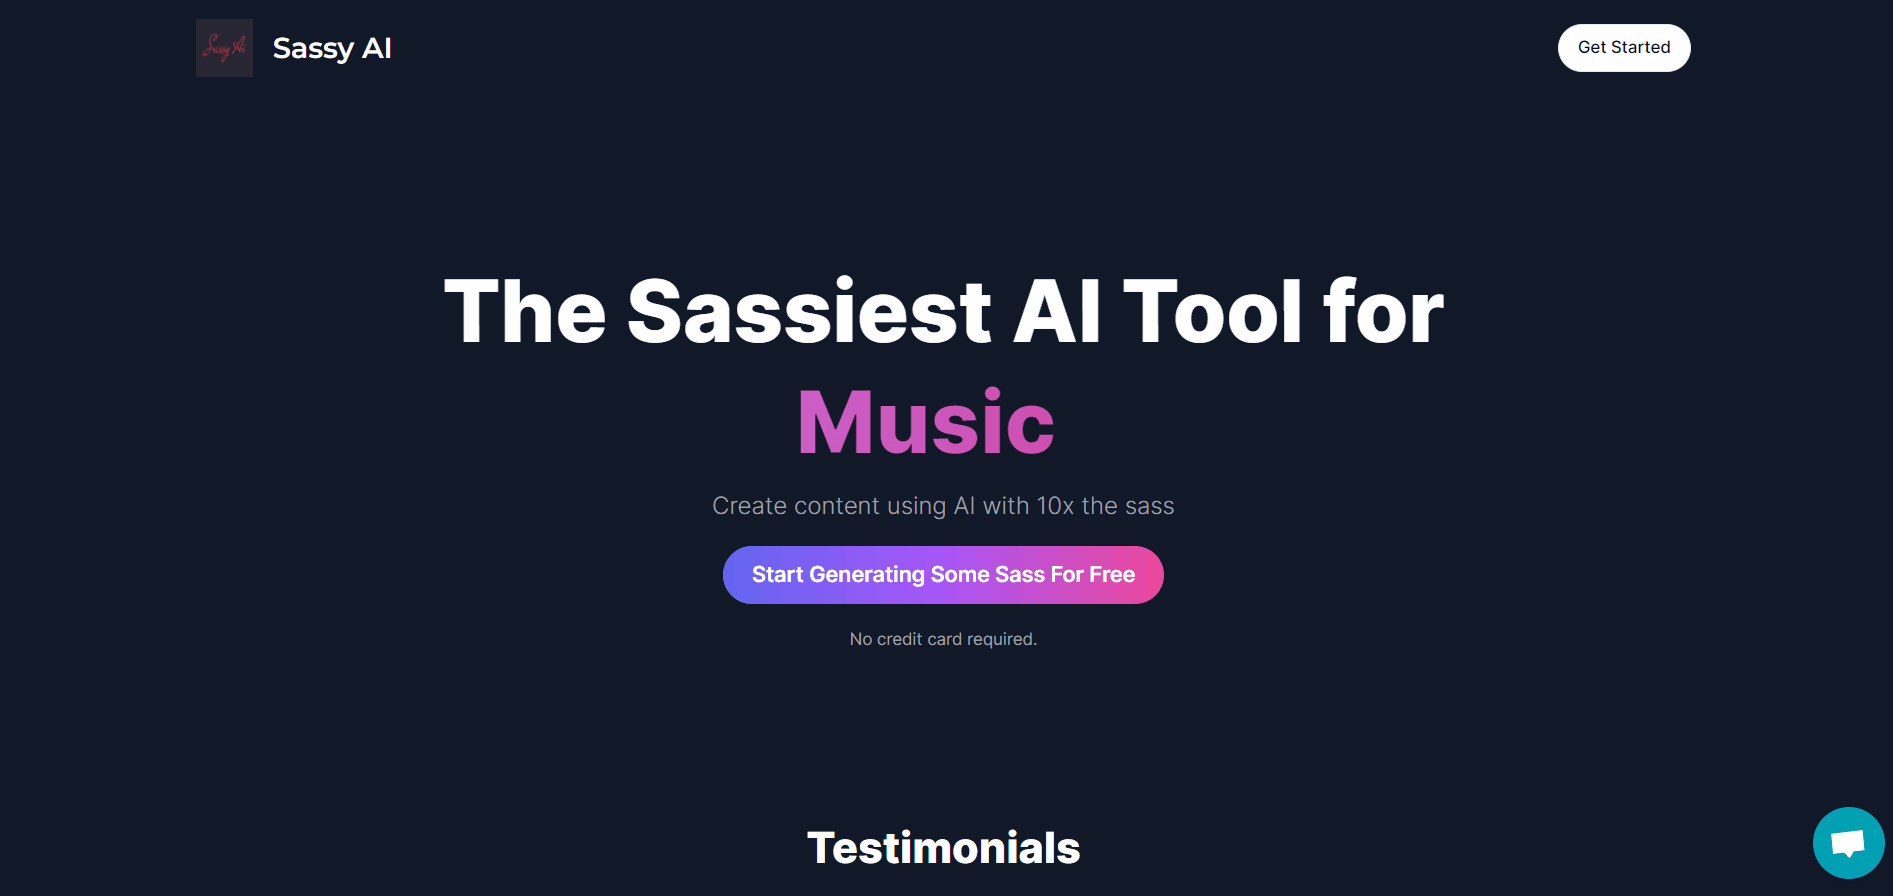 Sassy Ai
Sassy AI
Get Started
The Sassiest AI Tool for
Music
Create content using AI with 10x the sass
Start Generating Some Sass For Free
No credit card required.
Testimonials